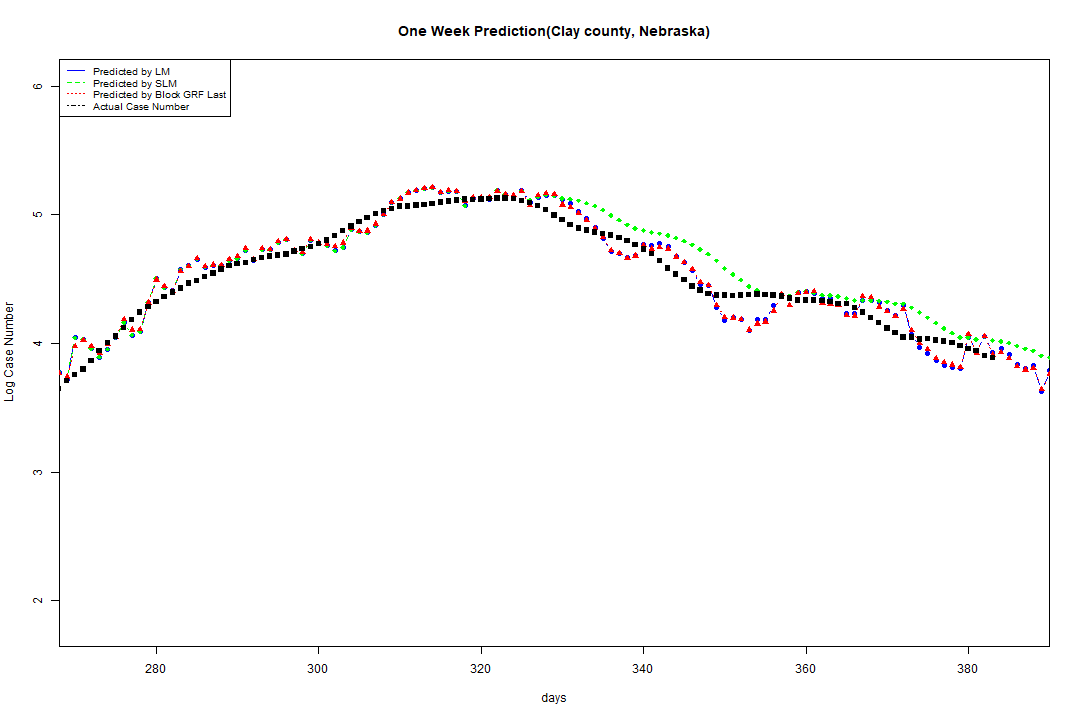 One Week Prediction(Clay county, Nebraska)
Predicted by LM
Predicted by SLM
Predicted by Block GRF Last
Actual Case Number
Log Case Number
6
5
4
3
2
280 300 320 340 360 380
days